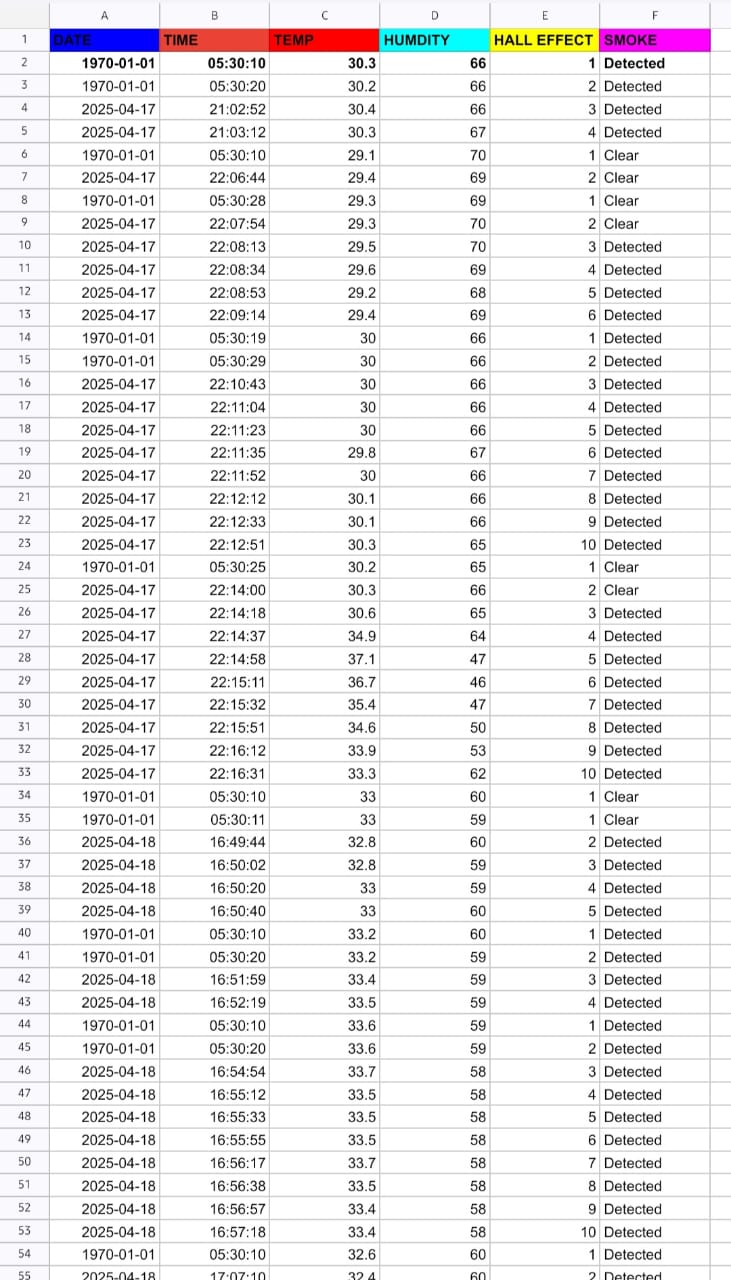 A B C D E F
1 DATE TIME TEMP HUMDITY HALL EFFECT SMOKE
2 1970-01-01 05:30:10 30.3 66 1 Detected
3 1970-01-01 05:30:20 30.2 66 2 Detected
4 2025-04-17 21:02:52 30.4 66 3 Detected
5 2025-04-17 21:03:12 30.3 67 4 Detected
6 1970-01-01 05:30:10 29.1 70 1 Clear
7 2025-04-17 22:06:44 29.4 69 2 Clear
8 1970-01-01 05:30:28 29.3 69 1 Clear
9 2025-04-17 22:07:54 29.3 70 2 Clear
10 2025-04-17 22:08:13 29.5 70 3 Detected
11 2025-04-17 22:08:34 29.6 69 4 Detected
12 2025-04-17 22:08:53 29.2 68 5 Detected
13 2025-04-17 22:09:14 29.4 69 6 Detected
14 1970-01-01 05:30:19 30 66 1 Detected
15 1970-01-01 05:30:29 30 66 2 Detected
16 2025-04-17 22:10:43 30 66 3 Detected
17 2025-04-17 22:11:04 30 66 4 Detected
18 2025-04-17 22:11:23 30 66 5 Detected
19 2025-04-17 22:11:35 29.8 67 6 Detected
20 2025-04-17 22:11:52 30 66 7 Detected
21 2025-04-17 22:12:12 30.1 66 8 Detected
22 2025-04-17 22:12:33 30.1 66 9 Detected
23 2025-04-17 22:12:51 30.3 65 10 Detected
24 1970-01-01 05:30:25 30.2 65 1 Clear
25 2025-04-17 22:14:00 30.3 66 2 Clear
26 2025-04-17 22:14:18 30.6 65 3 Detected
27 2025-04-17 22:14:37 34.9 64 4 Detected
28 2025-04-17 22:14:58 37.1 47 5 Detected
29 2025-04-17 22:15:11 36.7 46 6 Detected
30 2025-04-17 22:15:32 35.4 47 7 Detected
31 2025-04-17 22:15:51 34.6 50 8 Detected
32 2025-04-17 22:16:12 33.9 53 9 Detected
33 2025-04-17 22:16:31 33.3 62 10 Detected
34 1970-01-01 05:30:10 33 60 1 Clear
35 1970-01-01 05:30:11 33 59 1 Clear
36 2025-04-18 16:49:44 32.8 60 2 Detected
37 2025-04-18 16:50:02 32.8 59 3 Detected
38 2025-04-18 16:50:20 33 59 4 Detected
39 2025-04-18 16:50:40 33 60 5 Detected
40 1970-01-01 05:30:10 33.2 60 1 Detected
41 1970-01-01 05:30:20 33.2 59 2 Detected
42 2025-04-18 16:51:59 33.4 59 3 Detected
43 2025-04-18 16:52:19 33.5 59 4 Detected
44 1970-01-01 05:30:10 33.6 59 1 Detected
45 1970-01-01 05:30:20 33.6 59 2 Detected
46 2025-04-18 16:54:54 33.7 58 3 Detected
47 2025-04-18 16:55:12 33.5 58 4 Detected
48 2025-04-18 16:55:33 33.5 58 5 Detected
49 2025-04-18 16:55:55 33.5 58 6 Detected
50 2025-04-18 16:56:17 33.7 58 7 Detected
51 2025-04-18 16:56:38 33.5 58 8 Detected
52 2025-04-18 16:56:57 33.4 58 9 Detected
53 2025-04-18 16:57:18 33.4 58 10 Detected
54 1970-01-01 05:30:10 32.6 60 1 Detected
55 2025-04-18 17:07:10 32.4 60 2 Detected